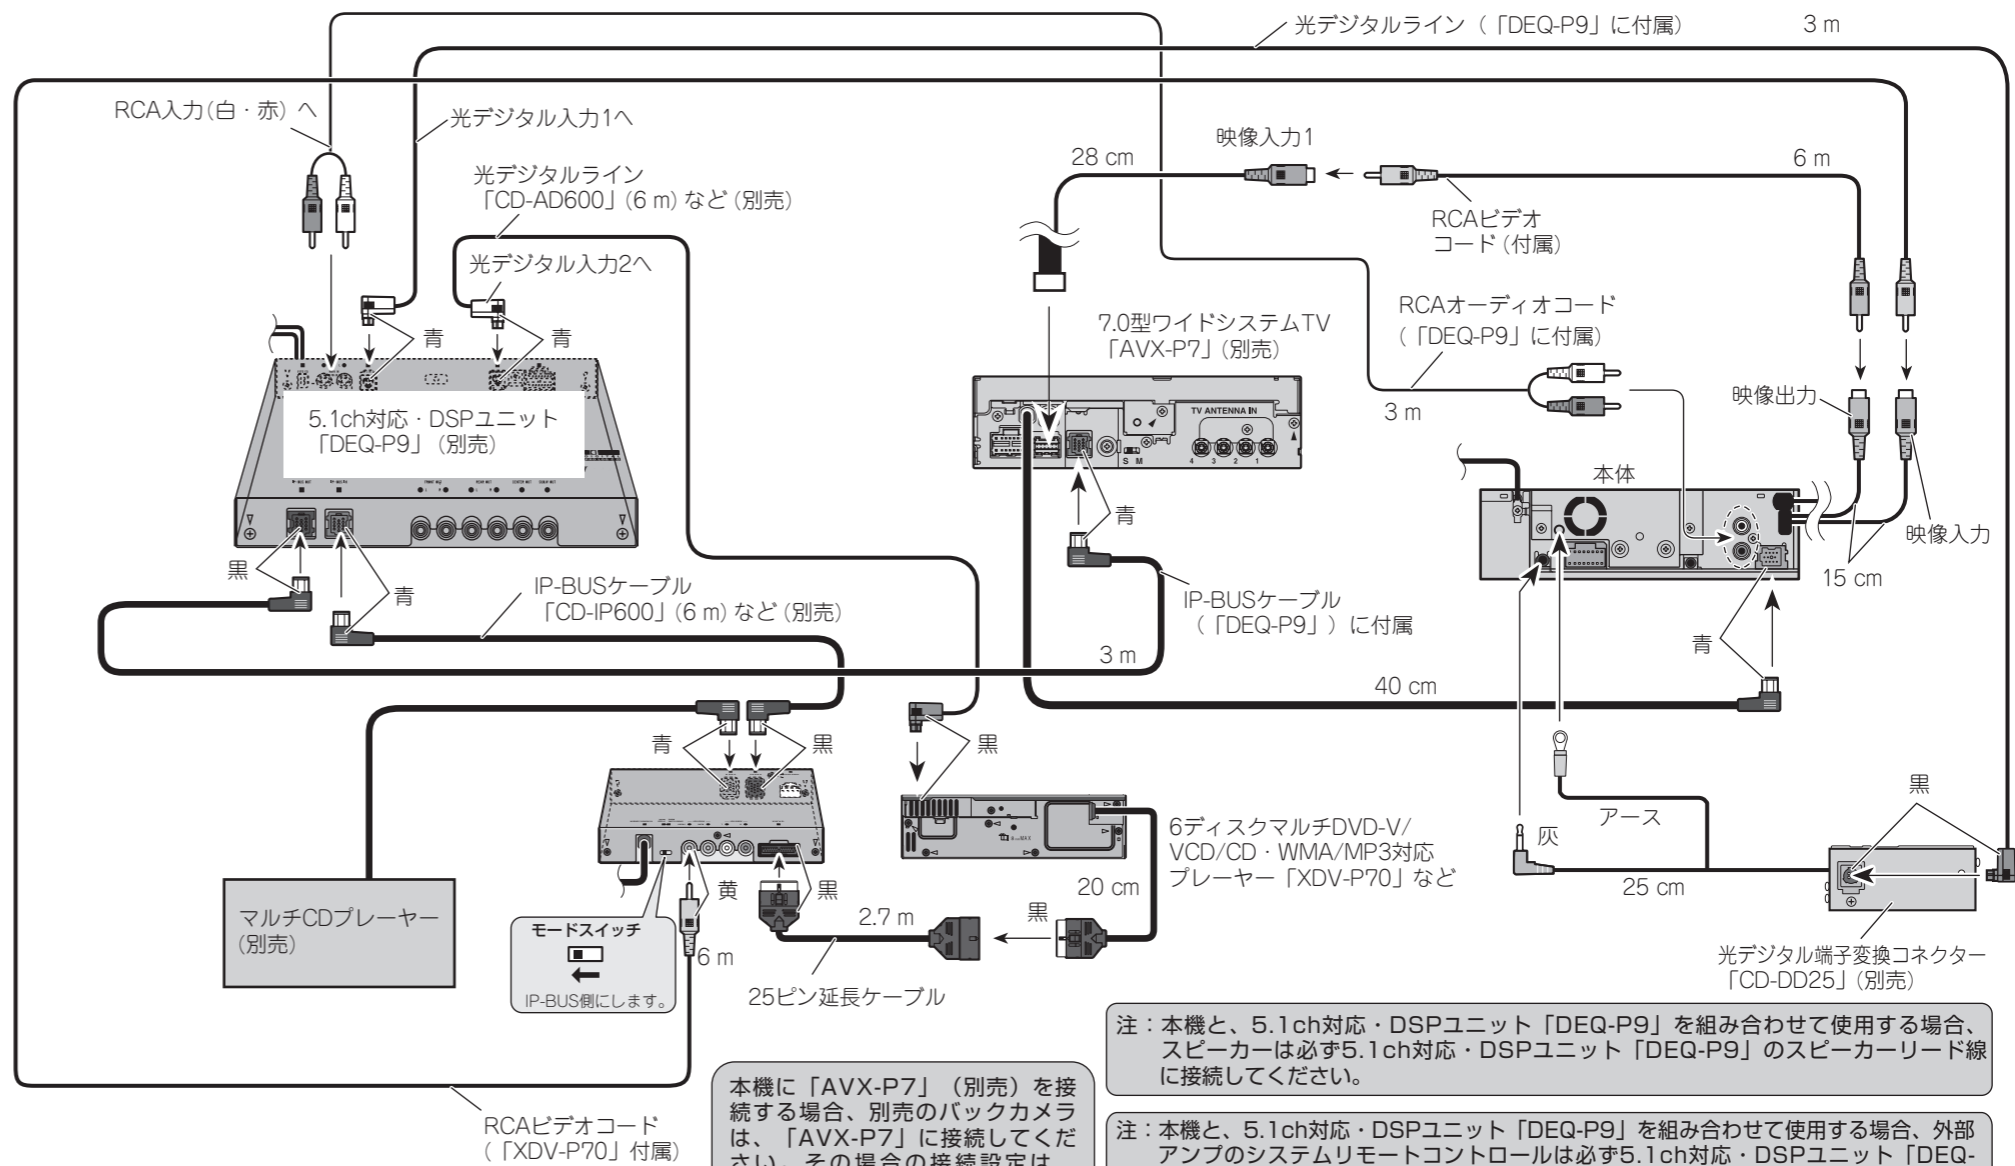 光デジタルライン（「DEQ-P9」に付属）
3 m
RCA入力(白・赤) へ
光デジタル入力1へ
光デジタルライン
「CD-AD600」(6 m) など (別売)
光デジタル入力2へ
青
青
映像入力1
28 cm
6 m
RCAビデオ
コード (付属)
RCAオーディオコード
（「DEQ-P9」に付属）
7.0型ワイドシステムTV
「AVX-P7」(別売)
3 m
映像出力
5.1ch対応・DSPユニット
「DEQ-P9」(別売)
TV ANTENNA IN
S M
4 3 2 1
本体
映像入力
15 cm
黒
青
青
IP-BUSケーブル
「CD-IP600」(6 m) など (別売)
IP-BUSケーブル
（「DEQ-P9」）に付属
3 m
青
40 cm
青
黒
黒
アース
黒
灰
25 cm
6ディスクマルチDVD-V/
VCD/CD・WMA/MP3対応
プレーヤー「XDV-P70」など
20 cm
黄
黒
2.7 m
黒
マルチCDプレーヤー
(別売)
モードスイッチ
IP-BUS側にします。
6 m
25ピン延長ケーブル
光デジタル端子変換コネクター
「CD-DD25」(別売)
注：本機と、5.1ch対応・DSPユニット「DEQ-P9」を組み合わせて使用する場合、
スピーカーは必ず5.1ch対応・DSPユニット「DEQ-P9」のスピーカーリード線
に接続してください。
RCAビデオコード
（「XDV-P70」付属）
本機に「AVX-P7」（別売）を接
続する場合、別売のバックカメラ
は、「AVX-P7」に接続してくだ
さい。その場合の接続設定は、
注：本機と、5.1ch対応・DSPユニット「DEQ-P9」を組み合わせて使用する場合、外部
アンプのシステムリモートコントロールは必ず5.1ch対応・DSPユニット「DEQ-